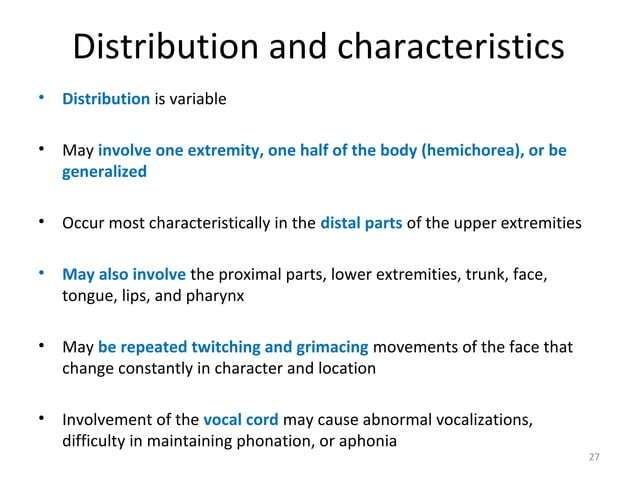 Distribution and characteristics
• Distribution is variable
• May involve one extremity, one half of the body (hemichorea), or be
generalized
• Occur most characteristically in the distal parts of the upper extremities
• May also involve the proximal parts, lower extremities, trunk, face,
tongue, lips, and pharynx
• May be repeated twitching and grimacing movements of the face that
change constantly in character and location
• Involvement of the vocal cord may cause abnormal vocalizations,
difficulty in maintaining phonation, or aphonia
27